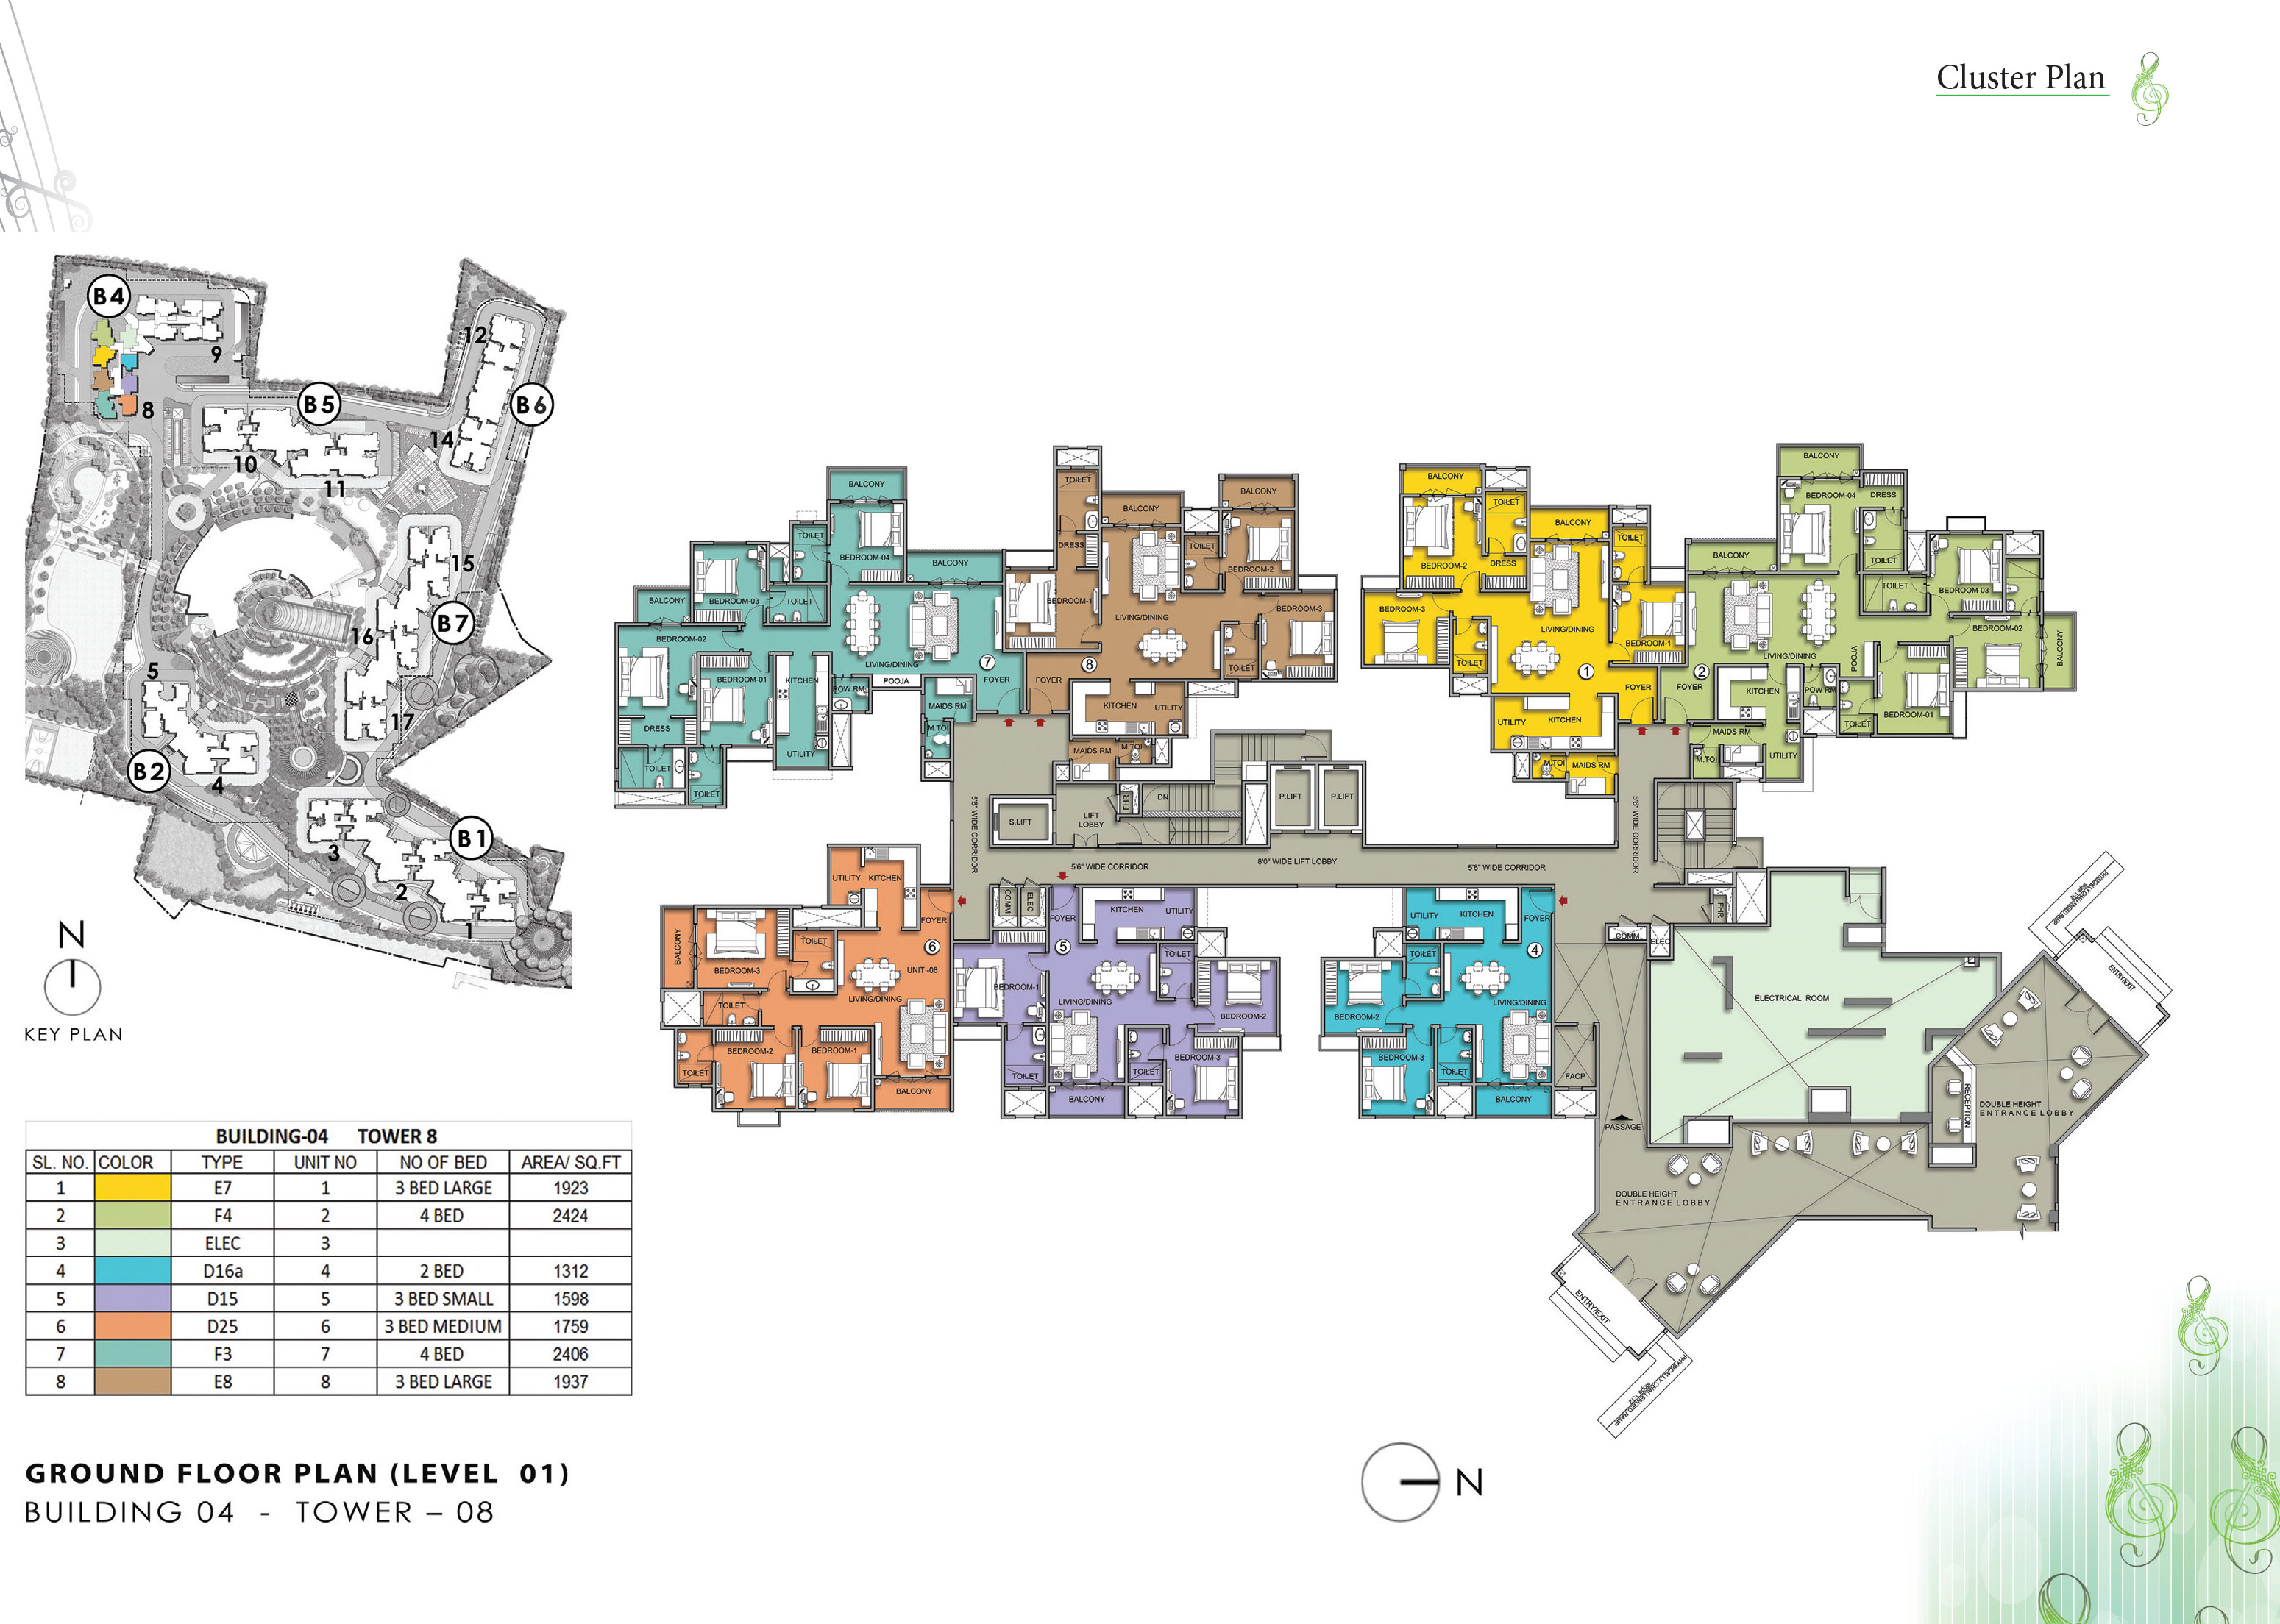 Cluster Plan
B4
9
8
B5
10
11
12
14
B6
15
B7
16
17
5
B2
4
3
B1
2
1
N
KEY PLAN
BUILDING-04 TOWER 8
SL. NO. COLOR TYPE UNIT NO NO OF BED AREA/ SQ.FT
1 E7 1 3 BED LARGE 1923
2 F4 2 4 BED 2424
3 ELEC 3
4 D16a 4 2 BED 1312
5 D15 5 3 BED SMALL 1598
6 D25 6 3 BED MEDIUM 1759
7 F3 7 4 BED 2406
8 E8 8 3 BED LARGE 1937
GROUND FLOOR PLAN (LEVEL 01)
BUILDING 04 - TOWER – 08
BALCONY
TOILET
BEDROOM-04
BALCONY
BEDROOM-03
TOILET
BALCONY
BEDROOM-02
BEDROOM-01
KITCHEN
LIVING/DINING
7
POOJA
FOYER
POW.RM
MAIDS RM
M.TOI
DRESS
TOILET
TOILET
UTILITY
TOILET
BALCONY
BALCONY
DRESS
TOILET
BEDROOM-2
BEDROOM-1
BEDROOM-3
LIVING/DINING
8
TOILET
FOYER
KITCHEN
UTILITY
MAIDS RM
M.TOI
BALCONY
TOILET
BALCONY
TOILET
BEDROOM-2
DRESS
BEDROOM-3
LIVING/DINING
BEDROOM-1
TOILET
1
FOYER
UTILITY
KITCHEN
M.TOI
MAIDS RM
BALCONY
BEDROOM-04
DRESS
BALCONY
TOILET
TOILET
BEDROOM-03
BEDROOM-02
BALCONY
LIVING/DINING
POOJA
2
FOYER
KITCHEN
POW RM
BEDROOM-01
TOILET
MAIDS RM
M.TOI
UTILITY
5'6" WIDE CORRIDOR
S.LIFT
LIFT
LOBBY
FHR
DN
P.LIFT
P.LIFT
5'6" WIDE CORRIDOR
5'6" WIDE CORRIDOR
8'0" WIDE LIFT LOBBY
5'6" WIDE CORRIDOR
UTILITY
KITCHEN
FOYER
BALCONY
TOILET
6
BEDROOM-3
UNIT -06
LIVING/DINING
TOILET
BEDROOM-2
BEDROOM-1
TOILET
BALCONY
COMM
ELEC
FOYER
KITCHEN
UTILITY
5
TOILET
BEDROOM-1
LIVING/DINING
BEDROOM-2
BEDROOM-3
TOILET
TOILET
BALCONY
UTILITY
KITCHEN
FOYER
TOILET
4
LIVING/DINING
BEDROOM-2
BEDROOM-3
TOILET
BALCONY
FHR
COMM
ELEC
ELECTRICAL ROOM
FACP
PASSAGE
RECEPTION
DOUBLE HEIGHT
ENTRANCE LOBBY
DOUBLE HEIGHT
ENTRANCE LOBBY
ENTRY/EXIT
PHYSICALLY CHALLENGED RAMP
slope 1:12
ENTRY/EXIT
PHYSICALLY CHALLENGED RAMP
slope 1:12
N